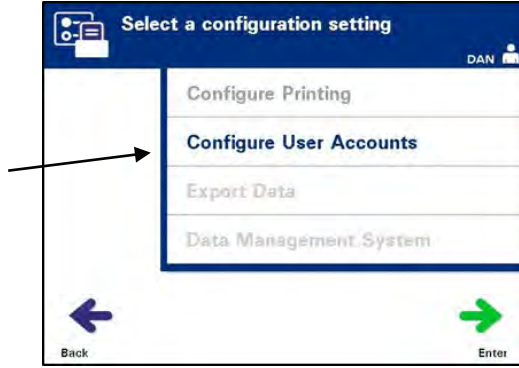 Select a configuration setting
DAN
Configure Printing
Configure User Accounts
Export Data
Data Management System
Back
Enter